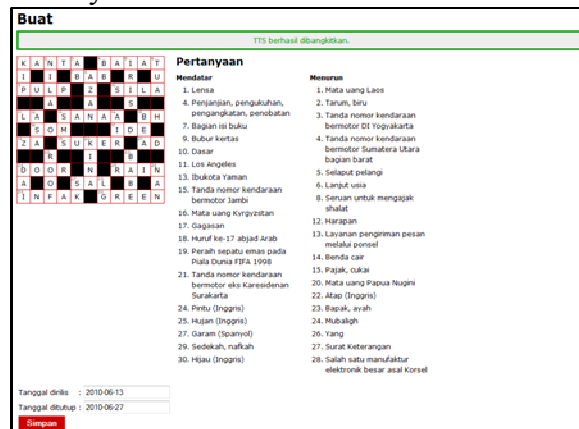 Buat
TTS berhasil dibangkitkan.
K A N T A B A I A T
I I B A B R U
P U L P Z S I L A
A A S
L A S A N A A B H
S O M I D E
Z A S U K E R A D
R I B
D O O R N R A I N
A O S A L B A
I N F A K G R E E N
Pertanyaan
Mendatar
1. Lensa
4. Penjanjian, pengukuhan,
pengangkatan, penobatan
7. Bagian isi buku
9. Bubur kertas
10. Dasar
11. Los Angeles
13. Ibukota Yaman
15. Tanda nomor kendaraan
bermotor Jambi
16. Mata uang Kyrgyzstan
17. Gagasan
18. Huruf ke-17 abjad Arab
19. Peraih sepatu emas pada
Piala Dunia FIFA 1998
21. Tanda nomor kendaraan
bermotor eks Karesidenan
Surakarta
24. Pintu (Inggris)
25. Hujan (Inggris)
27. Garam (Spanyol)
29. Sedekah, nafkah
30. Hijau (Inggris)
Menurun
1. Mata uang Laos
2. Tarum, biru
3. Tanda nomor kendaraan
bermotor DI Yogyakarta
4. Tanda nomor kendaraan
bermotor Sumatera Utara
bagian barat
5. Selaput pelangi
6. Lanjut usia
8. Seruan untuk mengajak
shalat
12. Harapan
13. Layanan pengiriman pesan
melalui ponsel
14. Benda cair
15. Pajak, cukai
20. Mata uang Papua Nugini
22. Atap (Inggris)
23. Bapak, ayah
24. Mubaligh
26. Yang
27. Surat Keterangan
28. Salah satu manufaktur
elektronik besar asal Korsel
Tanggal dirilis : 2010-06-13
Tanggal ditutup : 2010-06-27
Simpan